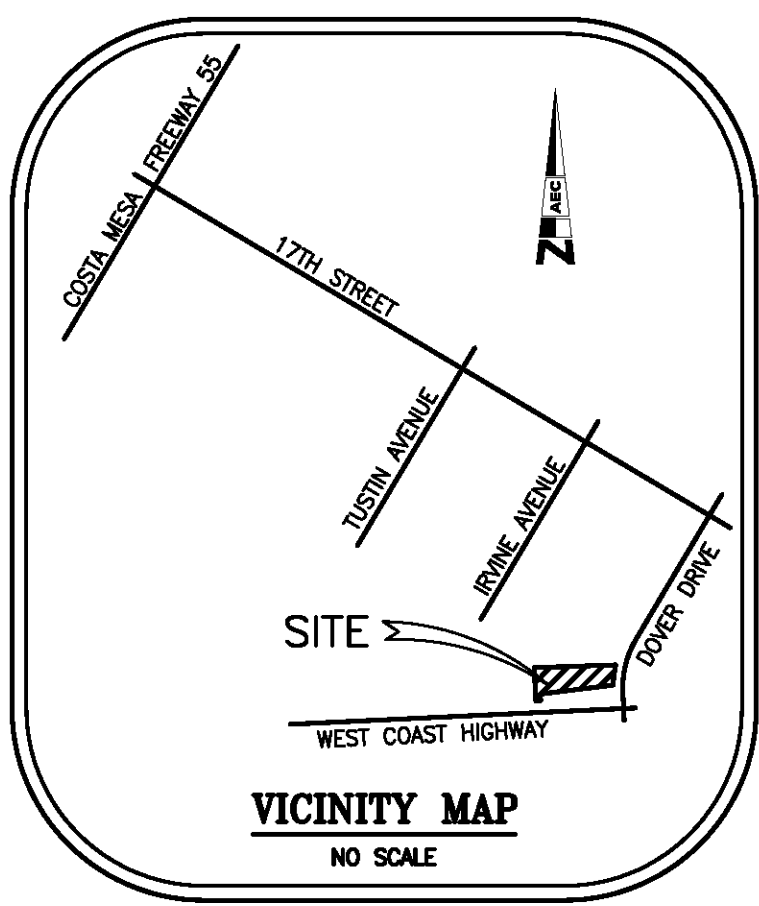 COSTA MESA FREEWAY 55
AEC
N
17TH STREET
TUSTIN AVENUE
IRVINE AVENUE
DOVER DRIVE
SITE
WEST COAST HIGHWAY
VICINITY MAP
NO SCALE